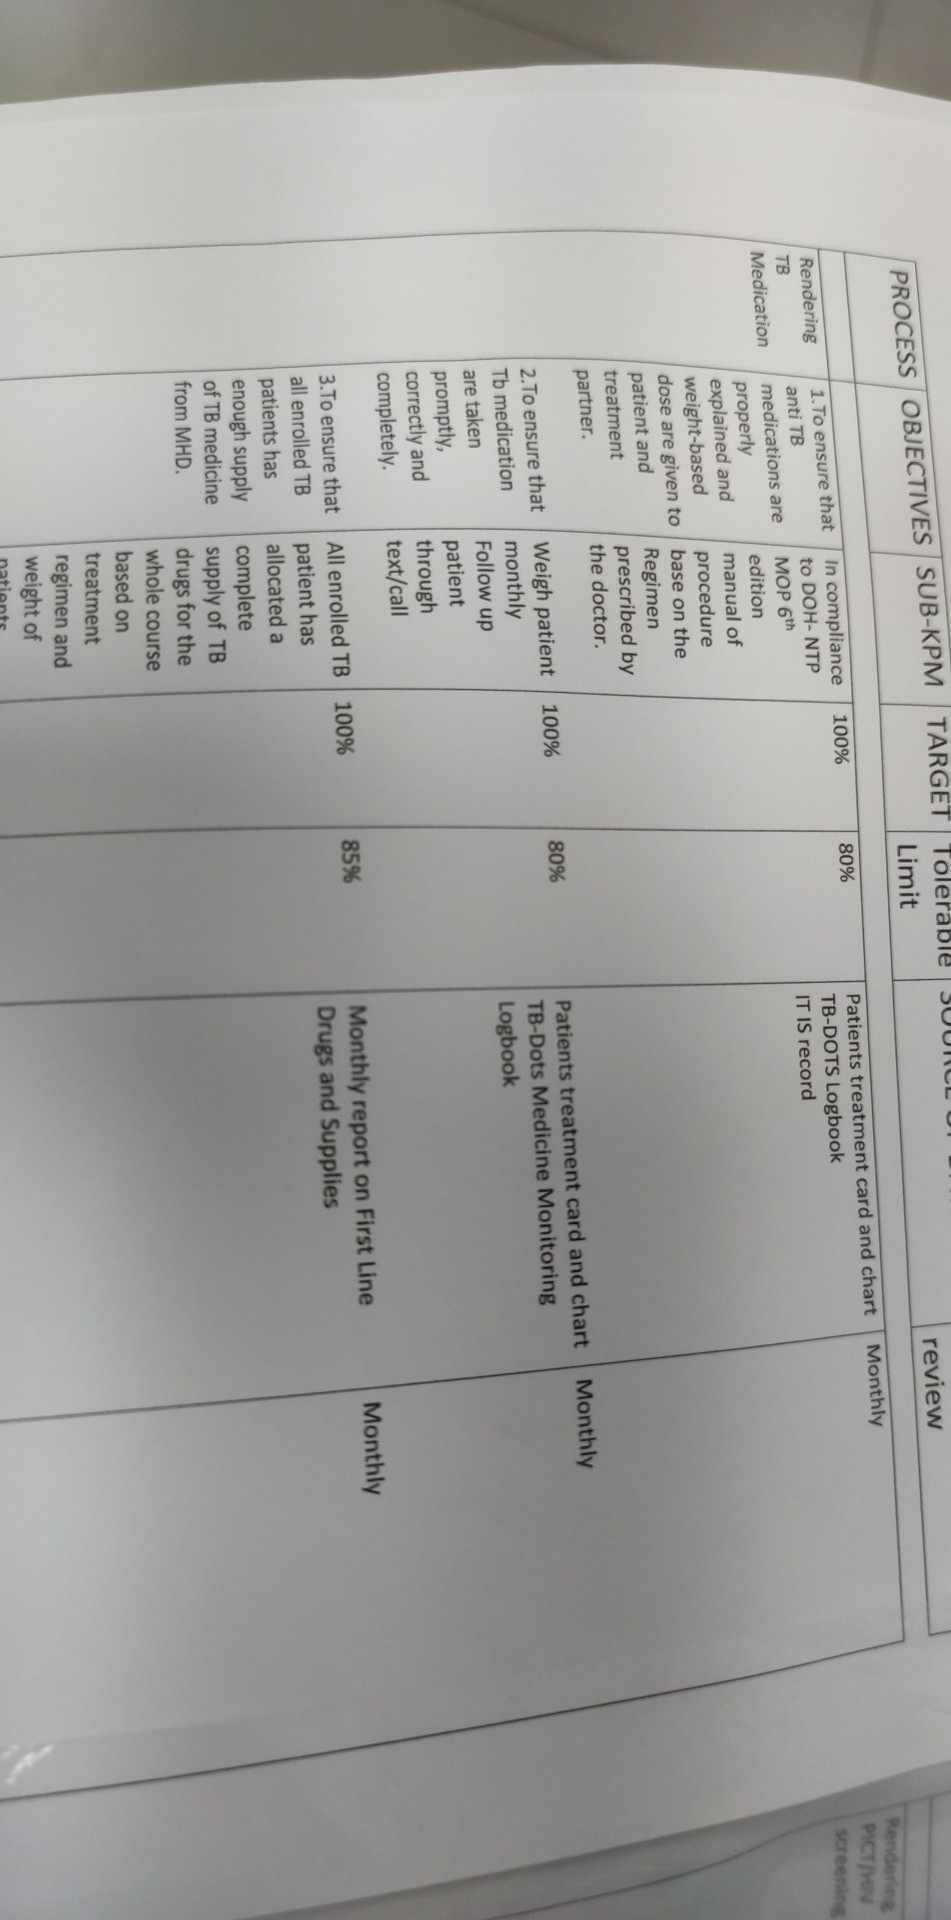 PROCESS
OBJECTIVES
SUB-KPM
TARGET
Tolerable
Limit
review
Rendering
TB
Medication
1.To ensure that
anti TB
medications are
properly
explained and
weight-based
dose are given to
patient and
treatment
partner.
In compliance
to DOH- NTP
MOP 6th
edition
manual of
procedure
base on the
Regimen
prescribed by
the doctor.
100%
80%
Patients treatment card and chart
TB-DOTS Logbook
IT IS record
Monthly
2.To ensure that
Tb medication
are taken
promptly,
correctly and
completely.
Weigh patient
monthly
Follow up
patient
through
text/call
100%
80%
Patients treatment card and chart
TB-Dots Medicine Monitoring
Logbook
Monthly
3.To ensure that
all enrolled TB
patients has
enough supply
of TB medicine
from MHD.
All enrolled TB
patient has
allocated a
complete
supply of TB
drugs for the
whole course
based on
treatment
regimen and
weight of
patients
100%
85%
Monthly report on First Line
Drugs and Supplies
Monthly
Rendering
PICT/HIV
screening